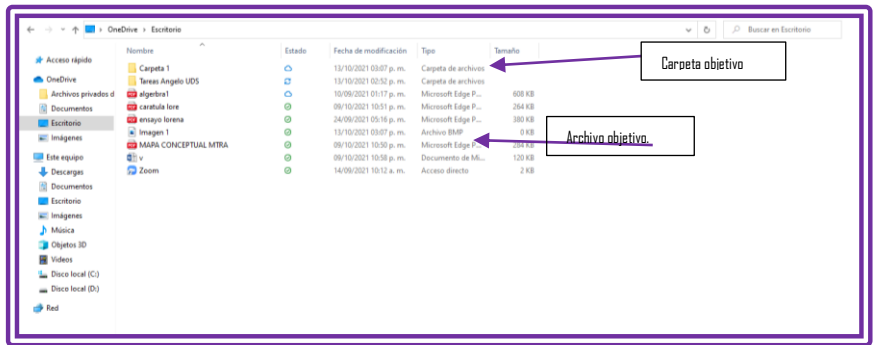 OneDrive › Escritorio
Buscar en Escritorio
Nombre Estado Fecha de modificación Tipo Tamaño
Acceso rápido
OneDrive
Archivos privados d
Documentos
Escritorio
Imágenes
Este equipo
Descargas
Documentos
Escritorio
Imágenes
Música
Objetos 3D
Videos
Disco local (C:)
Disco local (D:)
Red
Carpeta 1 13/10/2021 03:07 p. m. Carpeta de archivos
Tareas Angelo UDS 13/10/2021 02:52 p. m. Carpeta de archivos
algerbra1 10/09/2021 01:17 p. m. Microsoft Edge P... 608 KB
caratula lore 09/10/2021 10:51 p. m. Microsoft Edge P... 264 KB
ensayo lorena 24/09/2021 05:16 p. m. Microsoft Edge P... 380 KB
Imagen 1 13/10/2021 03:07 p. m. Archivo BMP 0 KB
MAPA CONCEPTUAL MTRA 09/10/2021 10:50 p. m. Microsoft Edge P... 284 KB
v 09/10/2021 10:58 p. m. Documento de Mi... 120 KB
Zoom 14/09/2021 10:12 a. m. Acceso directo 2 KB
Carpeta objetivo
Archivo objetivo.